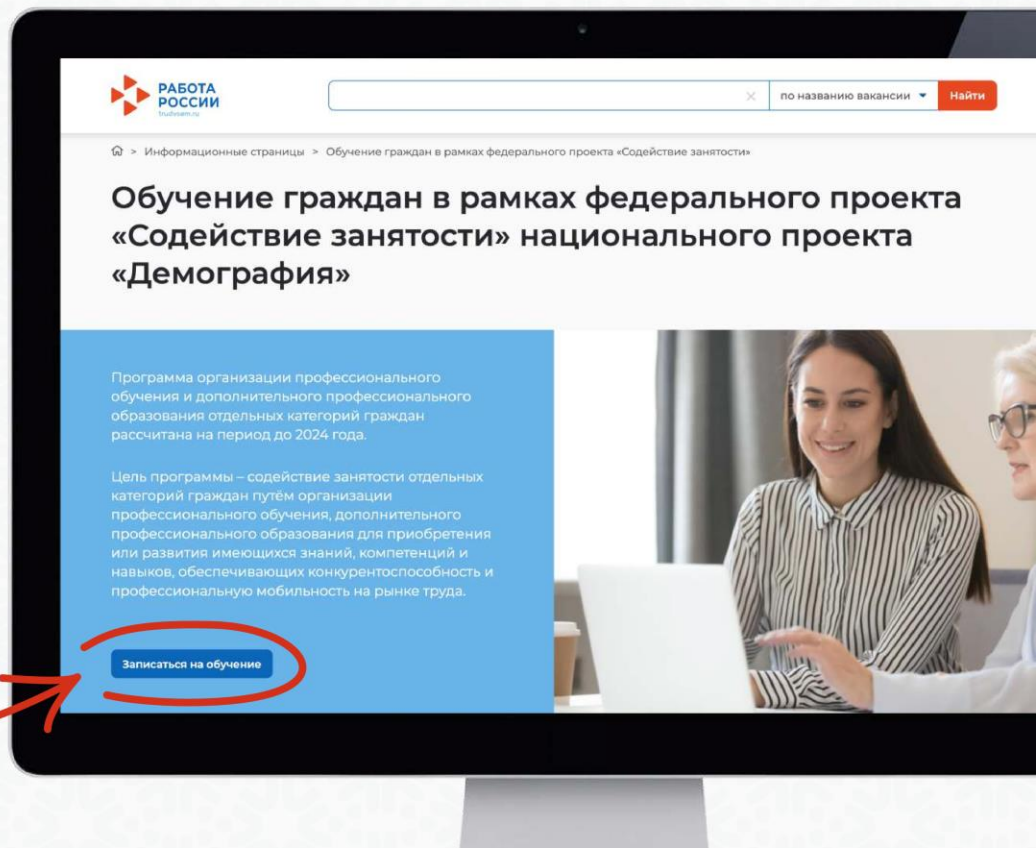 РАБОТА
РОССИИ
trudvsem.ru
по названию вакансии
Найти
> Информационные страницы > Обучение граждан в рамках федерального проекта «Содействие занятости»
Обучение граждан в рамках федерального проекта
«Содействие занятости» национального проекта
«Демография»
Программа организации профессионального
обучения и дополнительного профессионального
образования отдельных категорий граждан
рассчитана на период до 2024 года.
Цель программы – содействие занятости отдельных
категорий граждан путём организации
профессионального обучения, дополнительного
профессионального образования для приобретения
или развития имеющихся знаний, компетенций и
навыков, обеспечивающих конкурентоспособность и
профессиональную мобильность на рынке труда.
Записаться на обучение